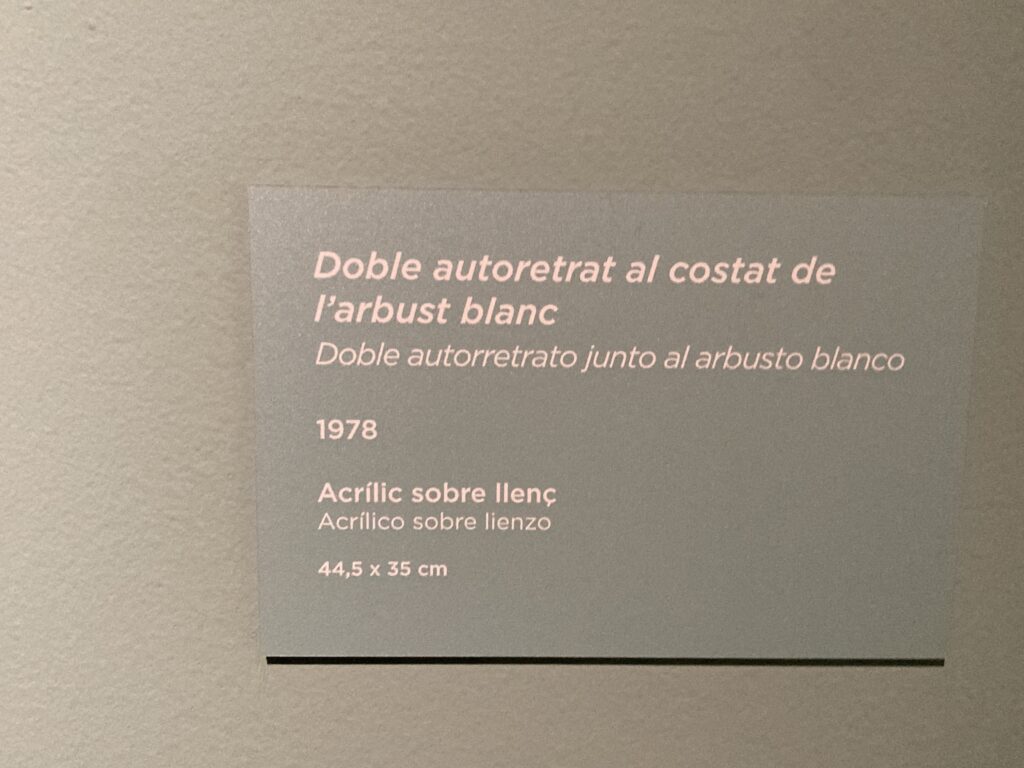 Doble autoretrat al costat de
l’arbust blanc
Doble autorretrato junto al arbusto blanco
1978
Acrílic sobre llenç
Acrílico sobre lienzo
44,5 x 35 cm